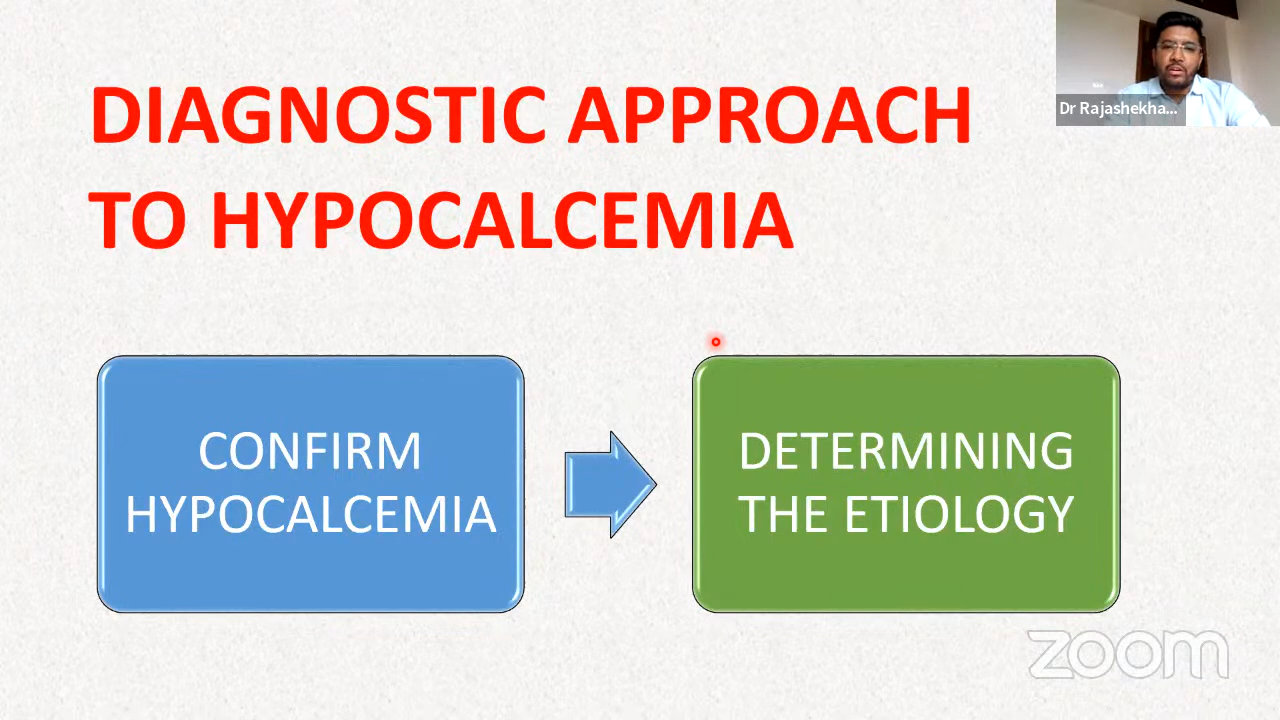 DIAGNOSTIC APPROACH
TO HYPOCALCEMIA
Dr Rajashekha...
CONFIRM
HYPOCALCEMIA
DETERMINING
THE ETIOLOGY
zoom